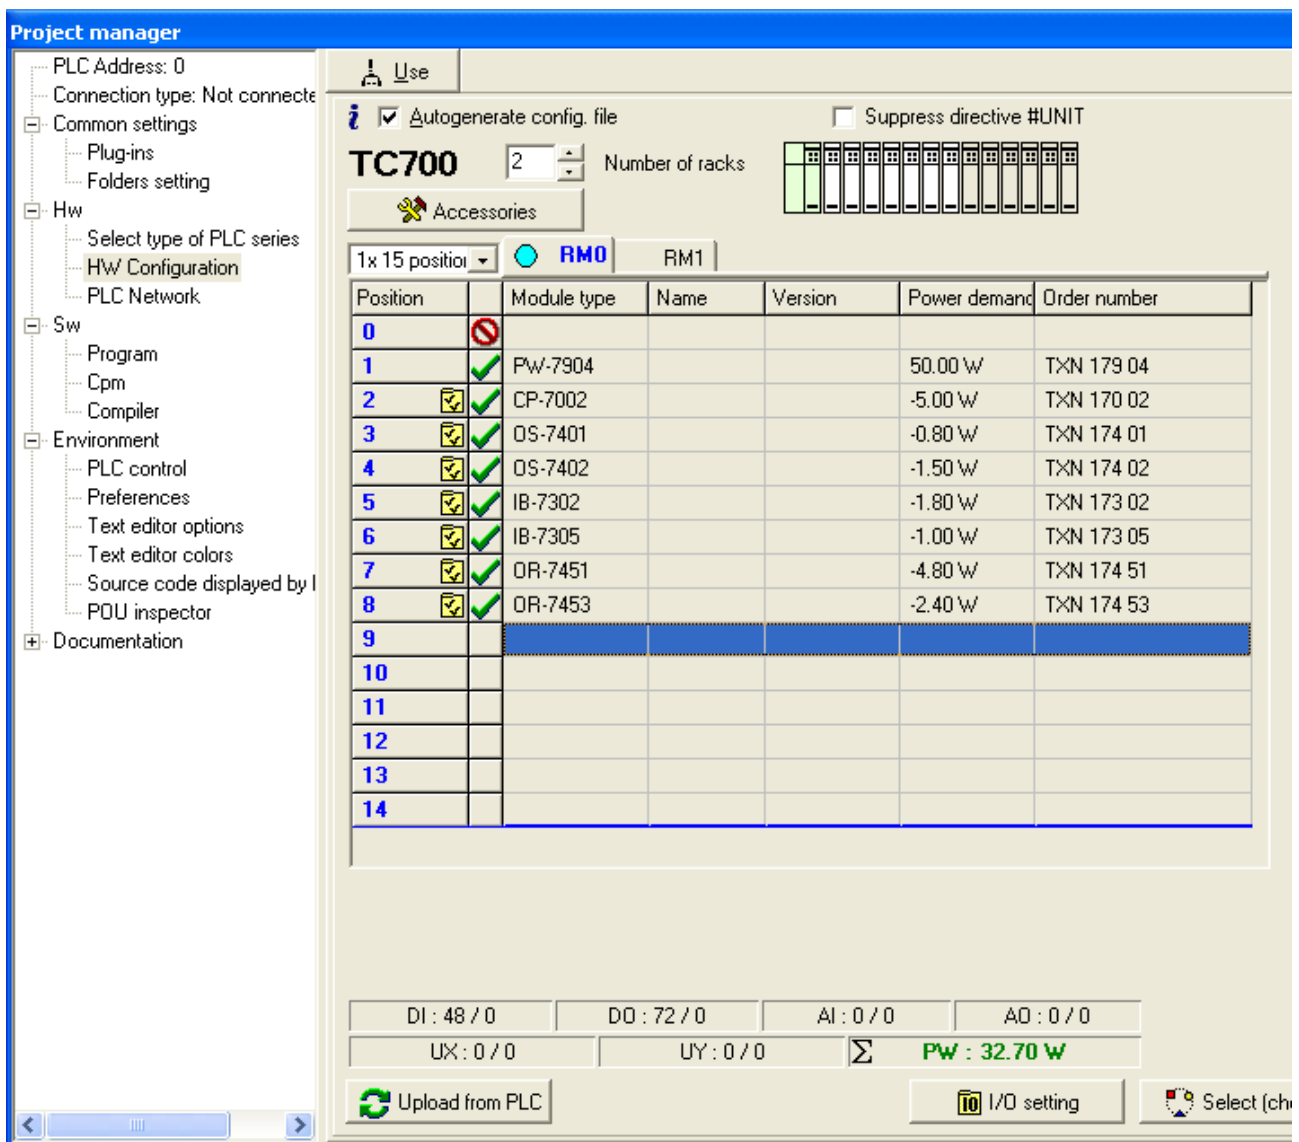 Project manager
PLC Address: 0
Connection type: Not connecte
Common settings
Plug-ins
Folders setting
Hw
Select type of PLC series
HW Configuration
PLC Network
Sw
Program
Cpm
Compiler
Environment
PLC control
Preferences
Text editor options
Text editor colors
Source code displayed by I
POU inspector
Documentation
Use
Autogenerate config. file
Suppress directive #UNIT
TC700
2
Number of racks
Accessories
1x 15 position
RM0
RM1
Position Module type Name Version Power demand Order number
0
1 PW-7904 50.00 W TXN 179 04
2 CP-7002 -5.00 W TXN 170 02
3 OS-7401 -0.80 W TXN 174 01
4 OS-7402 -1.50 W TXN 174 02
5 IB-7302 -1.80 W TXN 173 02
6 IB-7305 -1.00 W TXN 173 05
7 OR-7451 -4.80 W TXN 174 51
8 OR-7453 -2.40 W TXN 174 53
9
10
11
12
13
14
DI : 48 / 0 DO : 72 / 0 AI : 0 / 0 AO : 0 / 0
UX : 0 / 0 UY : 0 / 0 Σ PW : 32.70 W
Upload from PLC
IO I/O setting
Select (che